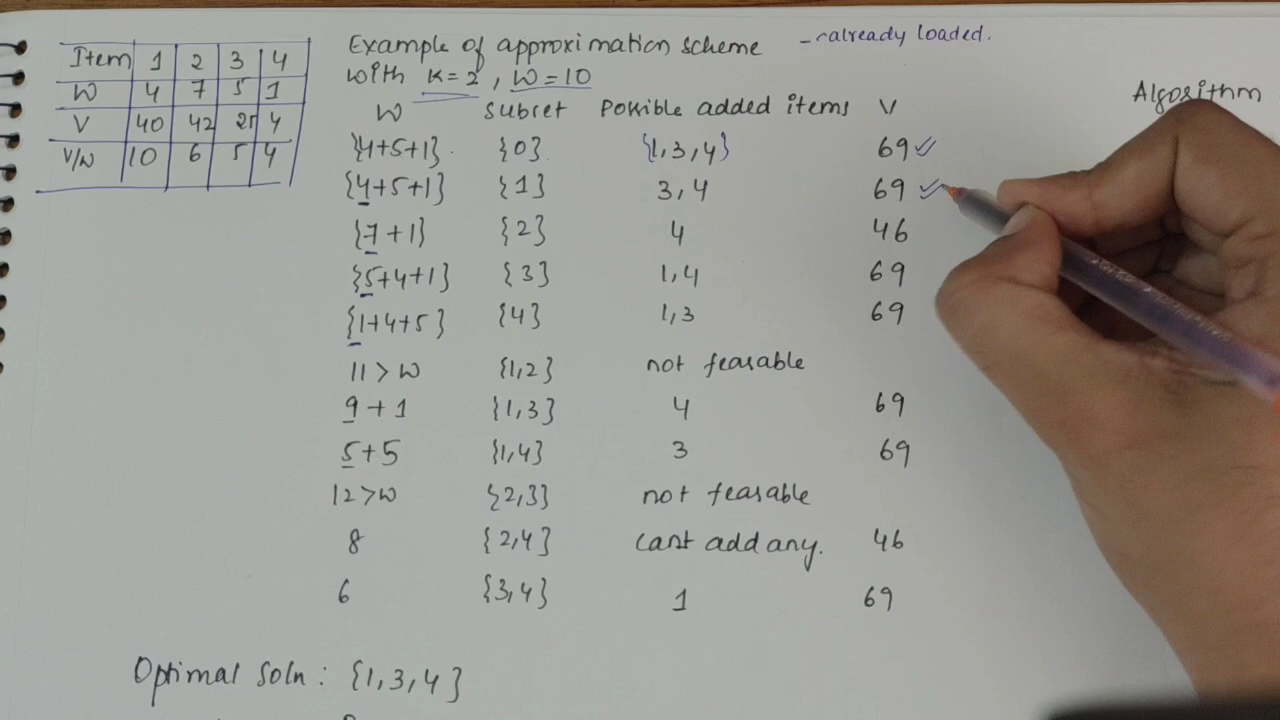 Item 1 2 3 4
W 4 7 5 1
V 40 42 25 4
V/W 10 6 5 4
Example of approximation scheme - already loaded.
with K=2, W=10
Algorithm
W subset Possible added items V
{4+5+1}. {0}. {1,3,4} 69
{4+5+1} {1} 3,4 69
{7+1} {2} 4 46
{5+4+1} {3} 1,4 69
{1+4+5} {4} 1,3 69
11>W {1,2} not feasable
9+1 {1,3} 4 69
5+5 {1,4} 3 69
12>W {2,3} not feasable
8 {2,4} cant add any. 46
6 {3,4} 1 69
Optimal Soln : {1,3,4}